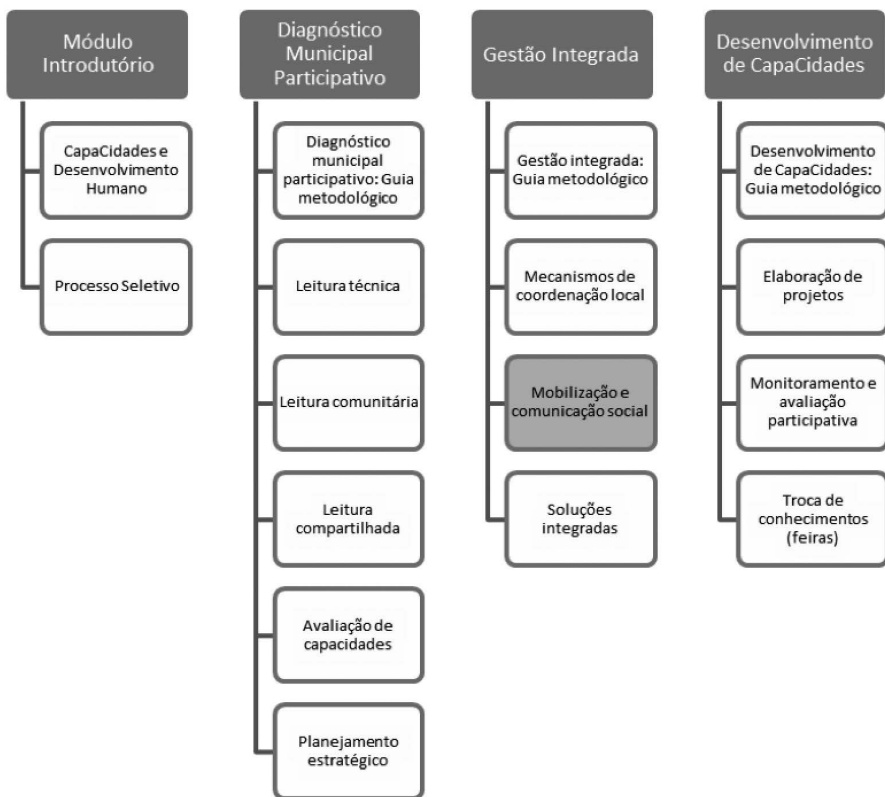 Módulo
Introdutório
CapaCidades e
Desenvolvimento
Humano
Processo Seletivo
Diagnóstico
Municipal
Participativo
Diagnóstico
municipal
participativo: Guia
metodológico
Leitura técnica
Leitura comunitária
Leitura
compartilhada
Avaliação de
capacidades
Planejamento
estratégico
Gestão Integrada
Gestão integrada:
Guia metodológico
Mecanismos de
coordenação local
Mobilização e
comunicação social
Soluções
integradas
Desenvolvimento
de CapaCidades
Desenvolvimento
de CapaCidades:
Guia metodológico
Elaboração de
projetos
Monitoramento e
avaliação
participativa
Troca de
conhecimentos
(feiras)